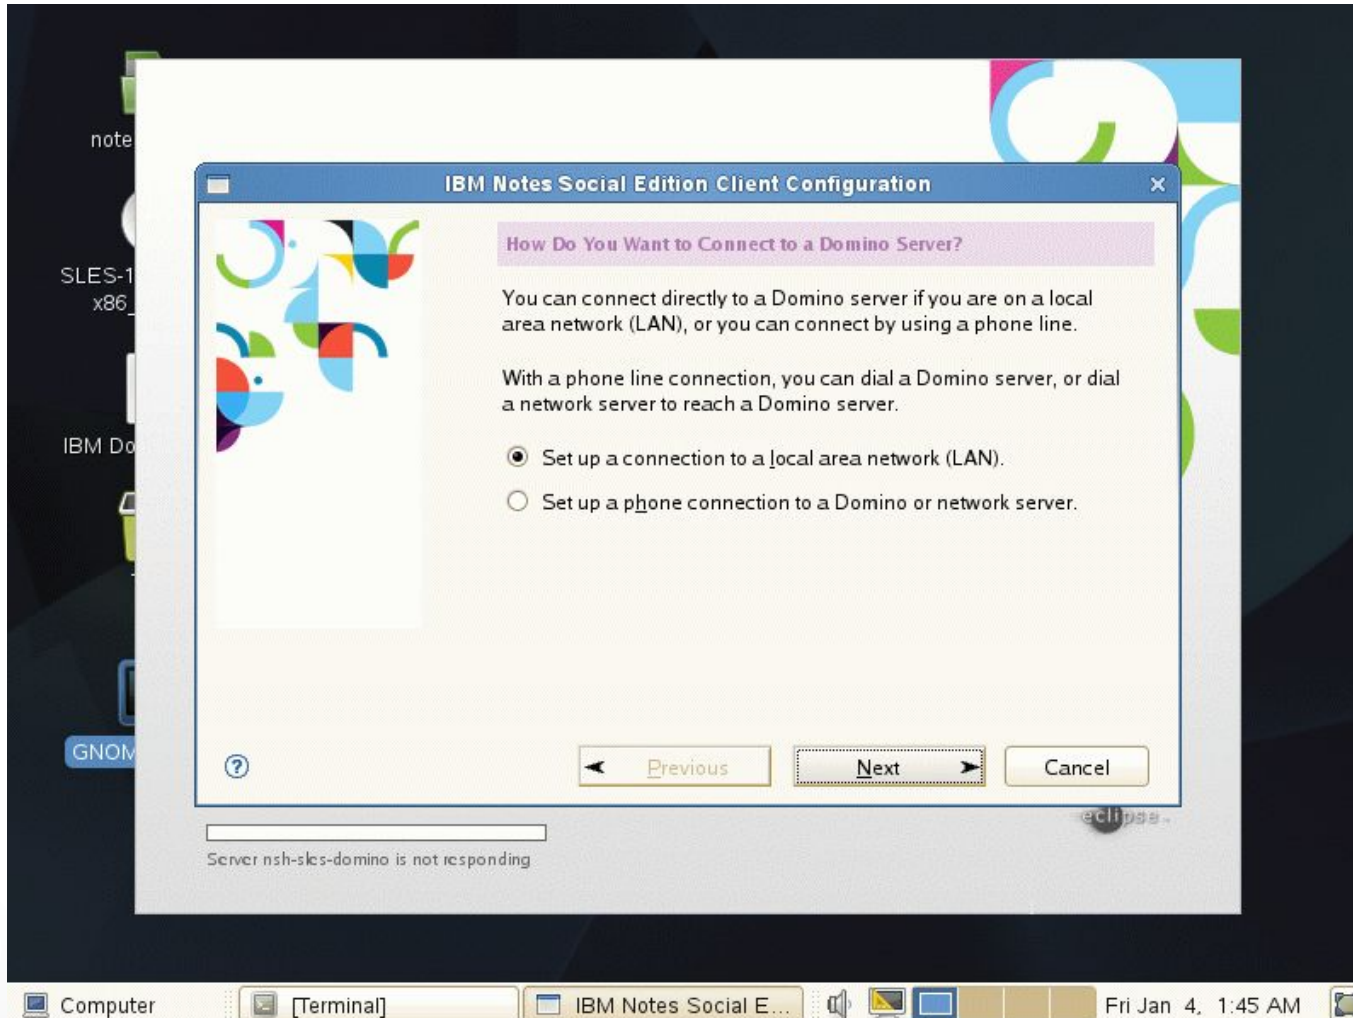 note
SLES-1
x86_
IBM Do
GNOM
IBM Notes Social Edition Client Configuration
How Do You Want to Connect to a Domino Server?
You can connect directly to a Domino server if you are on a local
area network (LAN), or you can connect by using a phone line.
With a phone line connection, you can dial a Domino server, or dial
a network server to reach a Domino server.
Set up a connection to a local area network (LAN).
Set up a phone connection to a Domino or network server.
?
Previous
Next
Cancel
eclipse
Server nsh-sles-domino is not responding
Computer
[Terminal]
IBM Notes Social E...
Fri Jan 4, 1:45 AM